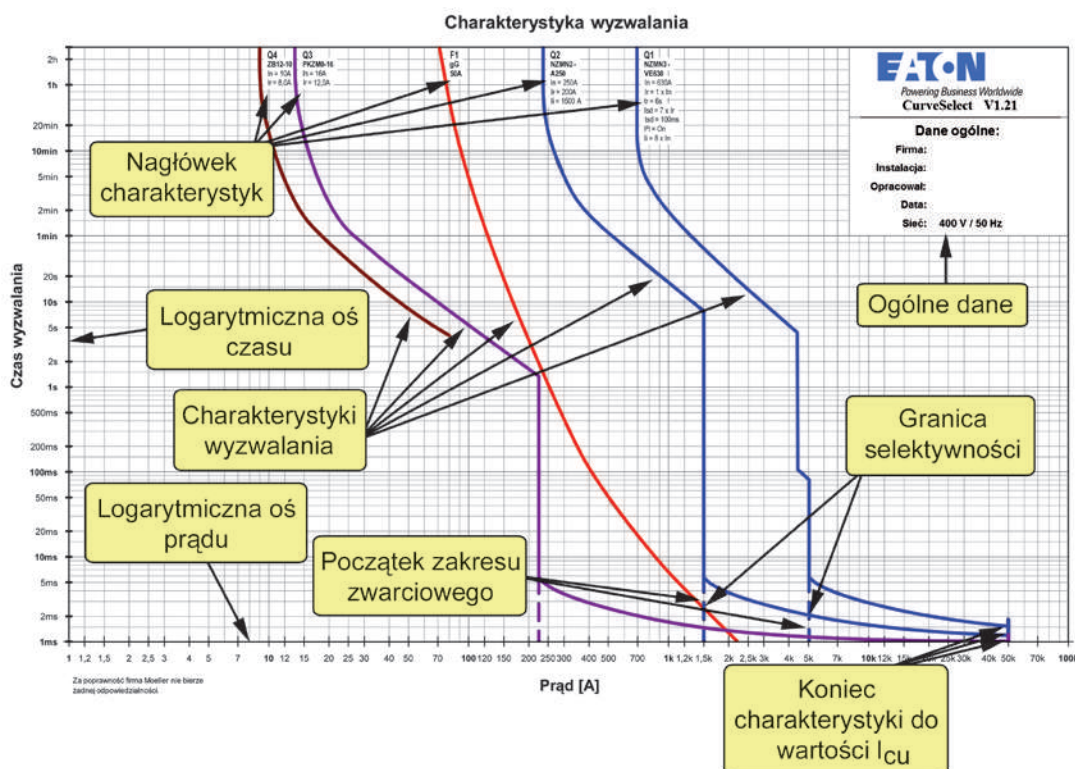 Charakterystyka wyzwalania
Q4
ZB12-10
In = 10A
Ir = 8,0A
Q3
PKZM0-16
In = 16A
Ir = 12,0A
F1
gG
50A
Q2
NZMN2-
A250
In = 250A
Ir = 200A
Ii = 1500 A
Q1
NZMN3-
VE630
In = 630A
Ir = 1 x In
tr = 6s
Isd = 7 x Ir
tsd = 100ms
I²t = On
Ii = 8 x In
EATON
Powering Business Worldwide
CurveSelect V1.21
Dane ogólne:
Firma:
Instalacja:
Opracował:
Data:
Sieć: 400 V / 50 Hz
Nagłówek
charakterystyk
Logarytmiczna oś
czasu
Charakterystyki
wyzwalania
Logarytmiczna oś
prądu
Początek zakresu
zwarciowego
Ogólne dane
Granica
selektywności
Koniec
charakterystyki do
wartości ICU
Czas wyzwalania
2h
1h
20min
10min
5min
2min
1min
20s
10s
5s
2s
1s
500ms
200ms
100ms
50ms
20ms
10ms
5ms
2ms
1ms
1 1,2 1,5 2 2,5 3 4 5 7 10 12 15 20 25 30 40 50 70 100 120 150 200 250 300 400 500 700 1k 1,2k 1,5k 2k 2,5k 3k 4k 5k 7k 10k 12k 15k 20k 25k 30k 40k 50k 70k 100k
Prąd [A]
Za poprawność firma Moeller nie bierze
żadnej odpowiedzialności.